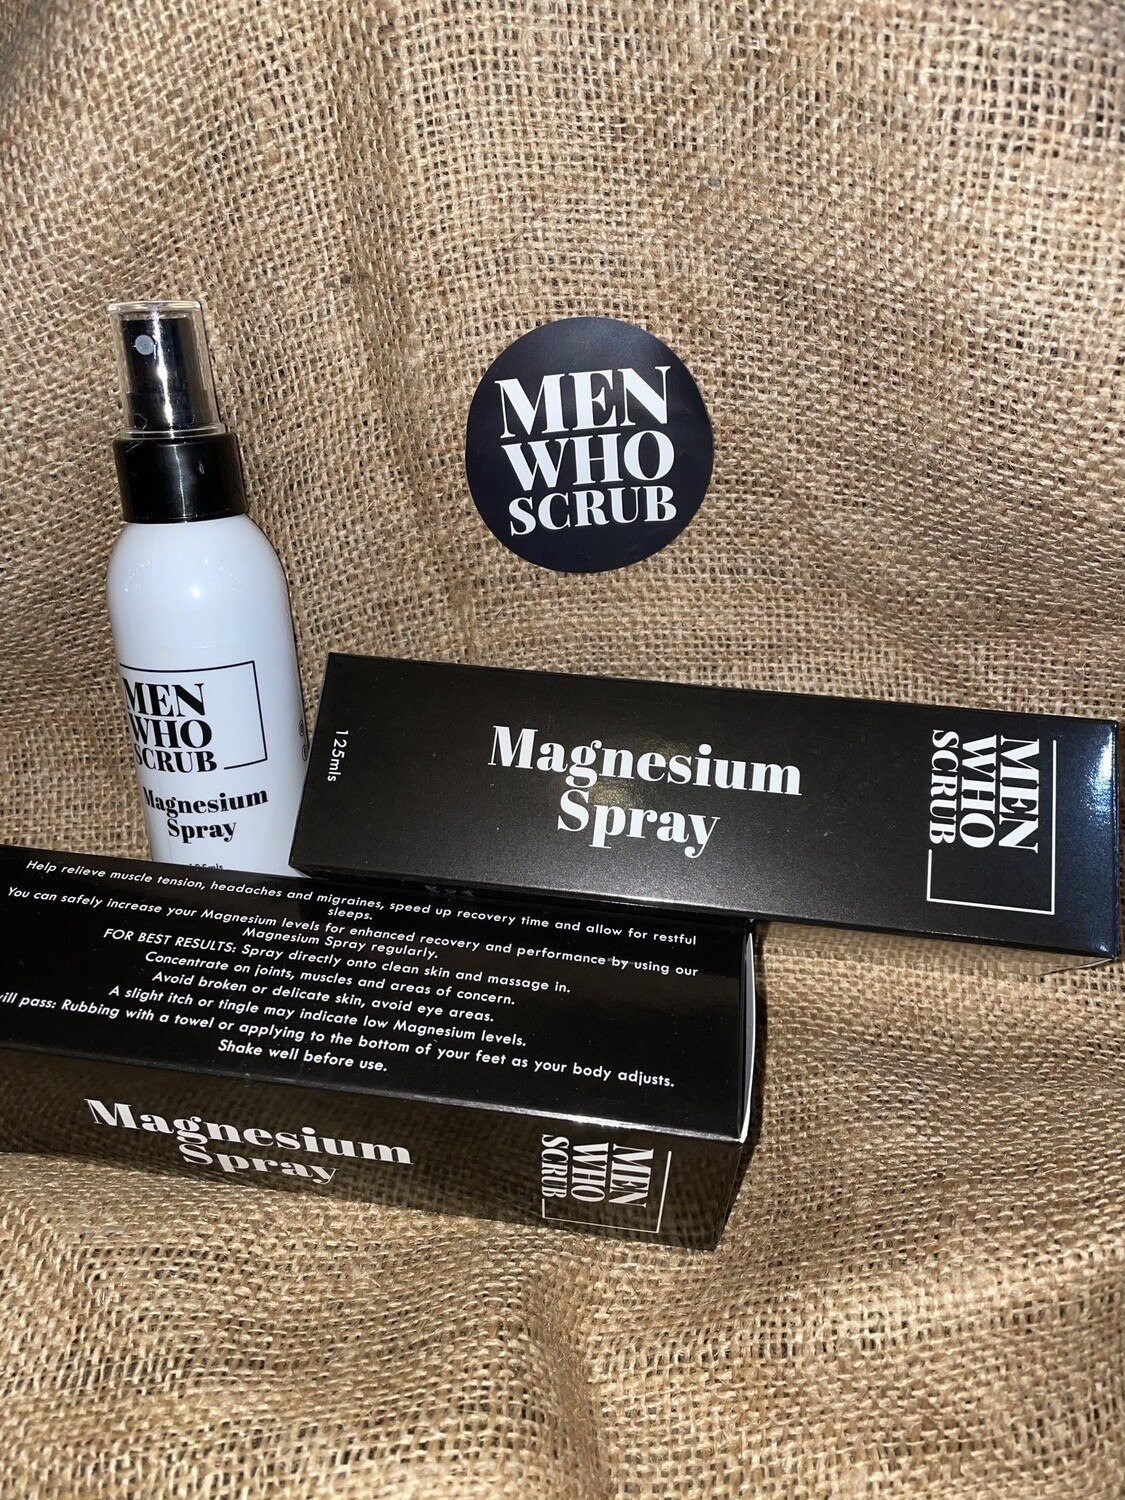 MEN
WHO
SCRUB
MEN
WHO
SCRUB
Magnesium
Spray
125mls
Magnesium
Spray
MEN
WHO
SCRUB
Help relieve muscle tension, headaches and migraines, speed up recovery time and allow for restful
sleeps.
You can safely increase your Magnesium levels for enhanced recovery and performance by using our
Magnesium Spray regularly.
FOR BEST RESULTS: Spray directly onto clean skin and massage in.
Concentrate on joints, muscles and areas of concern.
Avoid broken or delicate skin, avoid eye areas.
A slight itch or tingle may indicate low Magnesium levels.
will pass: Rubbing with a towel or applying to the bottom of your feet as your body adjusts.
Shake well before use.
Magnesium
Spray
MEN
WHO
SCRUB